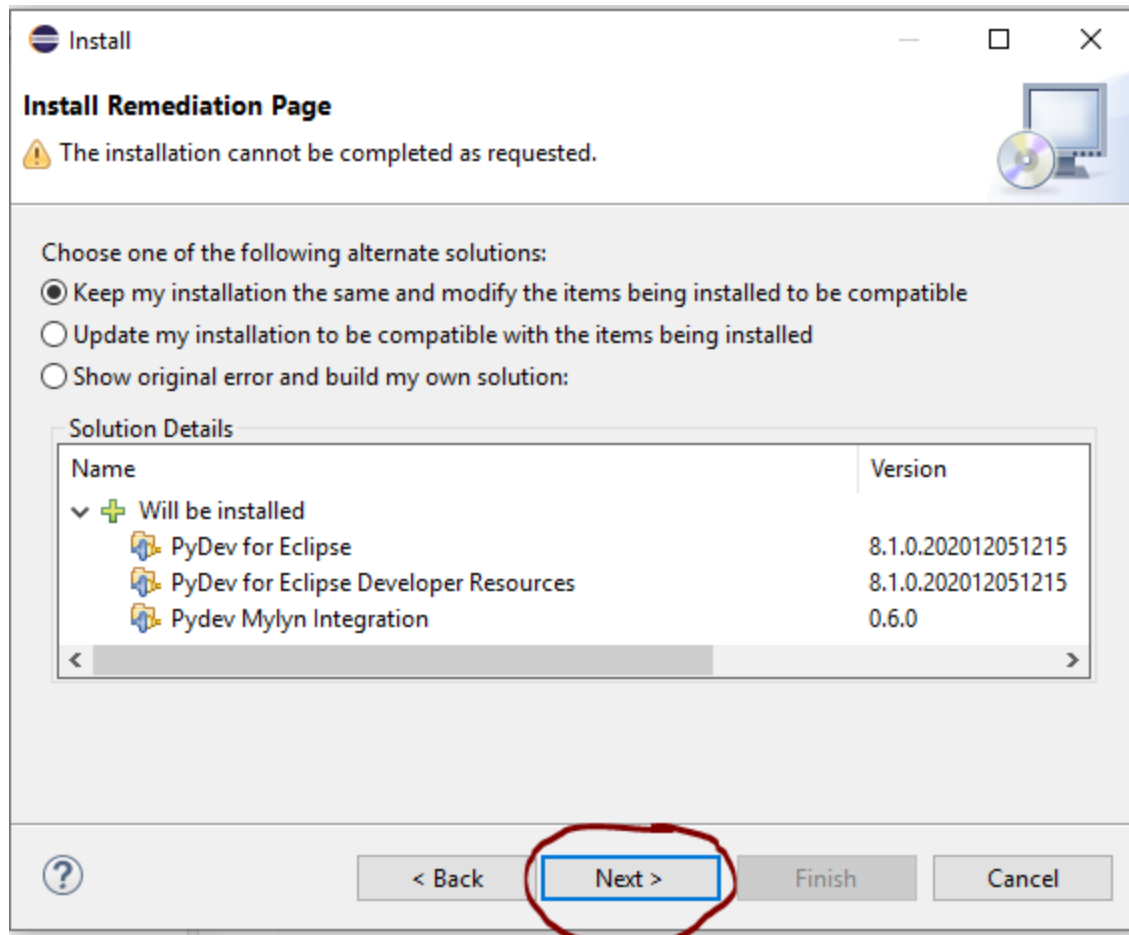 Install
Install Remediation Page
The installation cannot be completed as requested.
Choose one of the following alternate solutions:
Keep my installation the same and modify the items being installed to be compatible
Update my installation to be compatible with the items being installed
Show original error and build my own solution:
Solution Details
Name Version
Will be installed
PyDev for Eclipse 8.1.0.202012051215
PyDev for Eclipse Developer Resources 8.1.0.202012051215
Pydev Mylyn Integration 0.6.0
? < Back Next > Finish Cancel